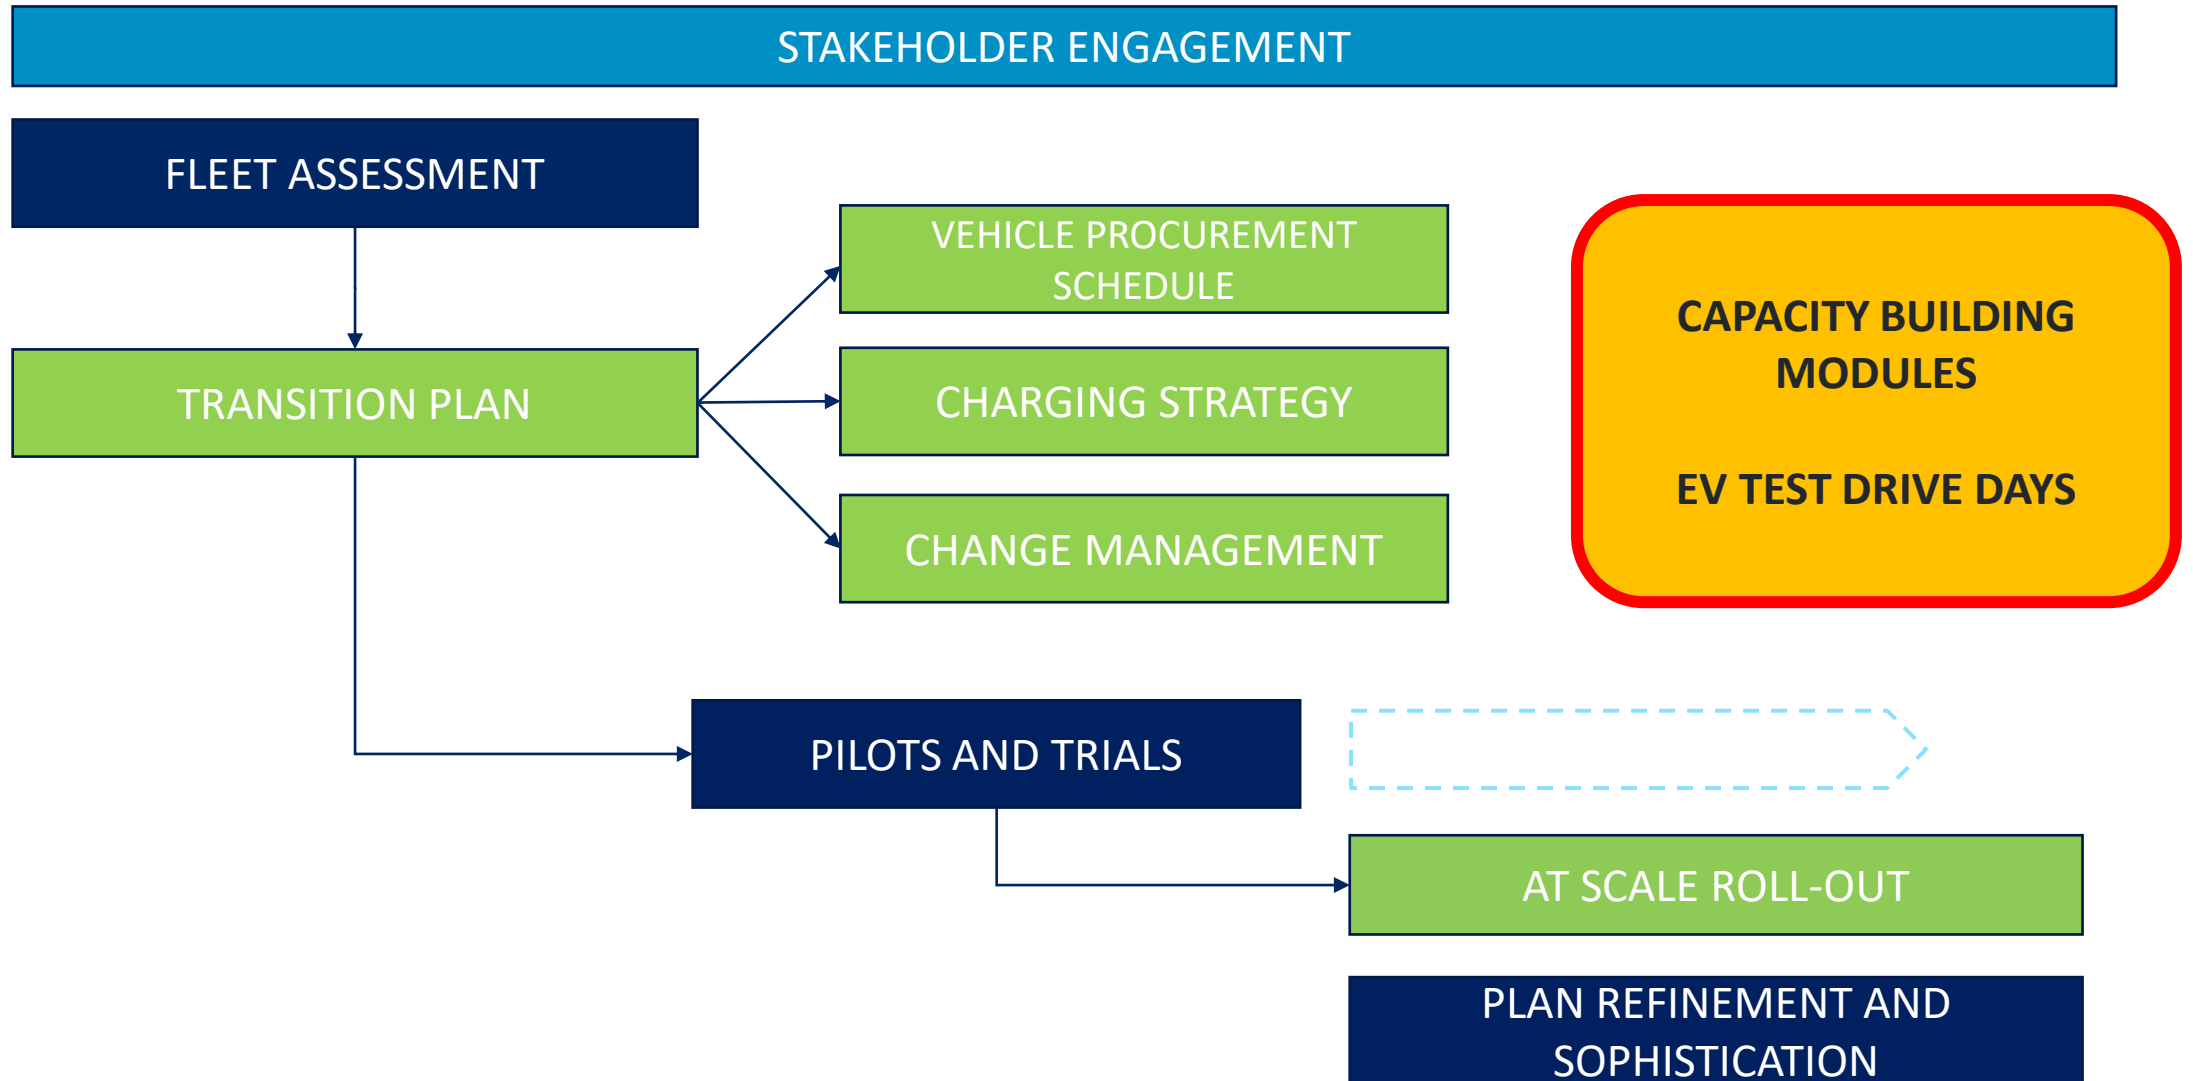 STAKEHOLDER ENGAGEMENT
FLEET ASSESSMENT
VEHICLE PROCUREMENT
SCHEDULE
TRANSITION PLAN
CHARGING STRATEGY
CHANGE MANAGEMENT
CAPACITY BUILDING
MODULES
EV TEST DRIVE DAYS
PILOTS AND TRIALS
AT SCALE ROLL-OUT
PLAN REFINEMENT AND
SOPHISTICATION